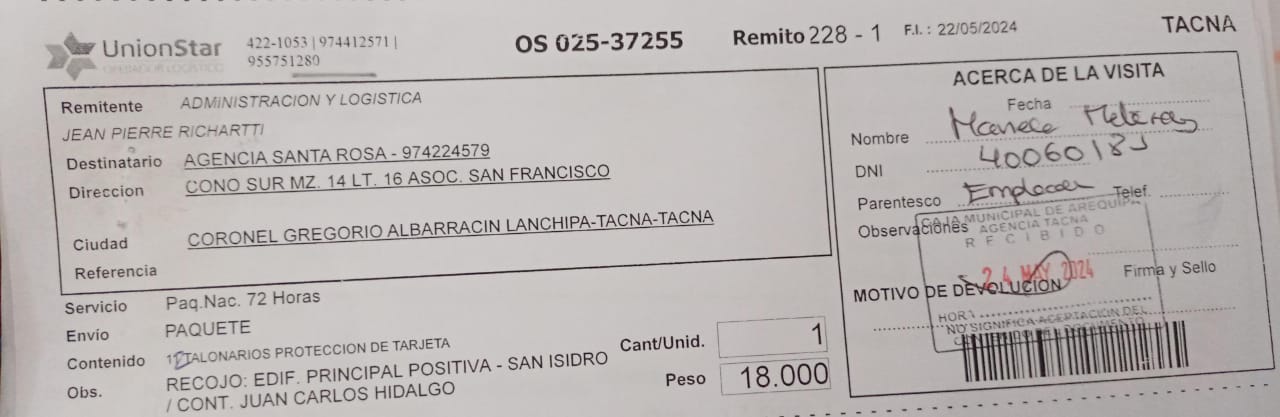 UnionStar
OPERADOR LOGISTICO
422-1053 | 974412571 |
955751280
OS 025-37255
Remito 228 - 1
F.I. : 22/05/2024
TACNA
Remitente ADMINISTRACION Y LOGISTICA
JEAN PIERRE RICHARTTI
Destinatario AGENCIA SANTA ROSA - 974224579
Direccion CONO SUR MZ. 14 LT. 16 ASOC. SAN FRANCISCO
Ciudad CORONEL GREGORIO ALBARRACIN LANCHIPA-TACNA-TACNA
Referencia
Servicio Paq.Nac. 72 Horas
Envío PAQUETE
Contenido TALONARIOS PROTECCION DE TARJETA
Obs. RECOJO: EDIF. PRINCIPAL POSITIVA - SAN ISIDRO
/ CONT. JUAN CARLOS HIDALGO
Cant/Unid. 1
Peso 18.000
ACERCA DE LA VISITA
Fecha
Nombre
DNI
Parentesco
Telef.
Observaciones
CAJA MUNICIPAL DE AREQUIPA
AGENCIA TACNA
RECIBIDO
24 MAY 2024
Firma y Sello
MOTIVO DE DEVOLUCIÓN
HORA
NO SIGNIFICA ACEPTACION DEL